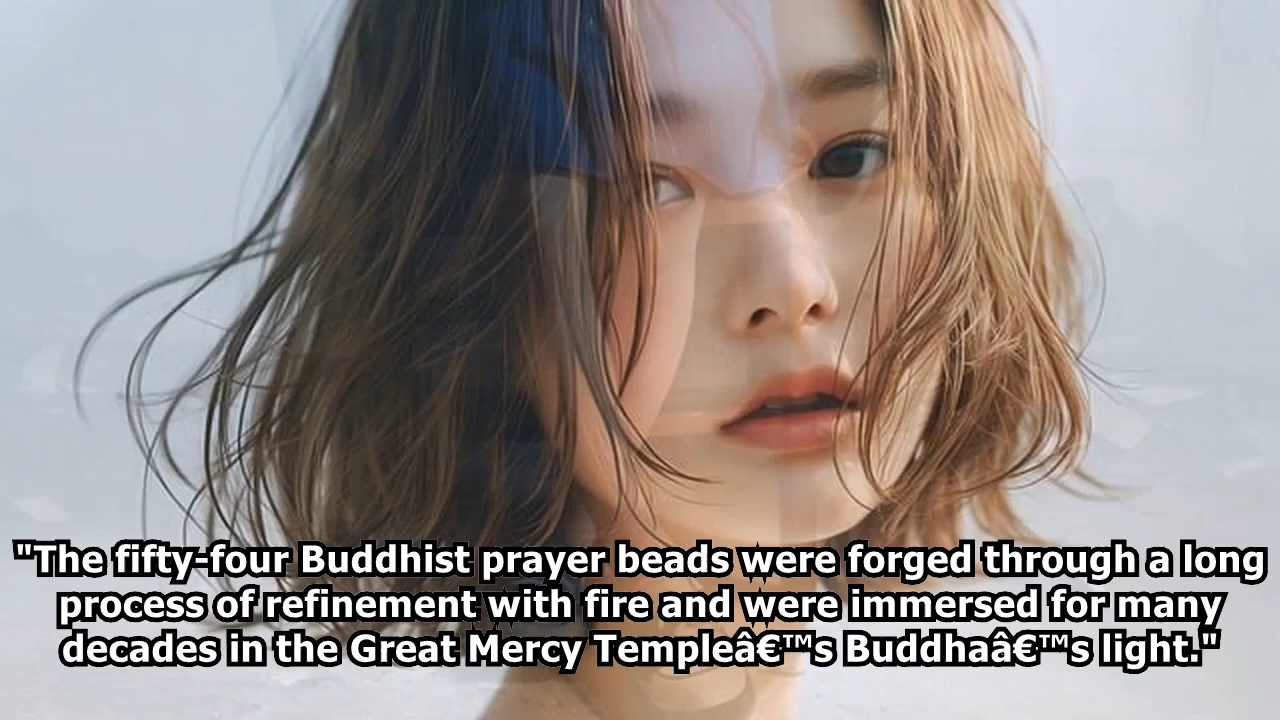 "The fifty-four Buddhist prayer beads were forged through a long
process of refinement with fire and were immersed for many
decades in the Great Mercy Templeâ€™s Buddhaâ€™s light."